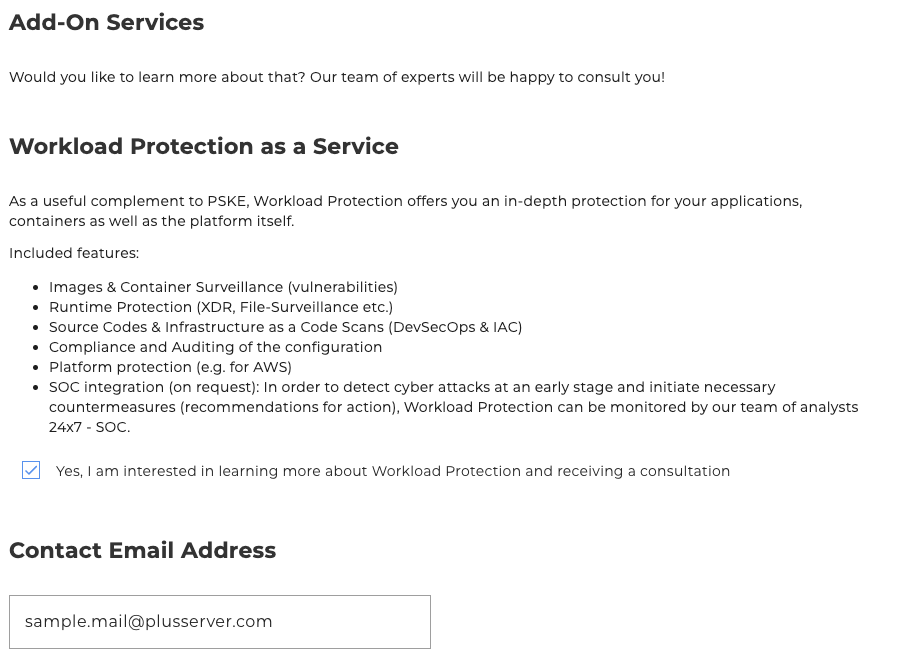 Add-On Services
Would you like to learn more about that? Our team of experts will be happy to consult you!
Workload Protection as a Service
As a useful complement to PSKE, Workload Protection offers you an in-depth protection for your applications,
containers as well as the platform itself.
Included features:
Images & Container Surveillance (vulnerabilities)
Runtime Protection (XDR, File-Surveillance etc.)
Source Codes & Infrastructure as a Code Scans (DevSecOps & IAC)
Compliance and Auditing of the configuration
Platform protection (e.g. for AWS)
SOC integration (on request): In order to detect cyber attacks at an early stage and initiate necessary
countermeasures (recommendations for action), Workload Protection can be monitored by our team of analysts
24x7 - SOC.
Yes, I am interested in learning more about Workload Protection and receiving a consultation
Contact Email Address
sample.mail@plusserver.com